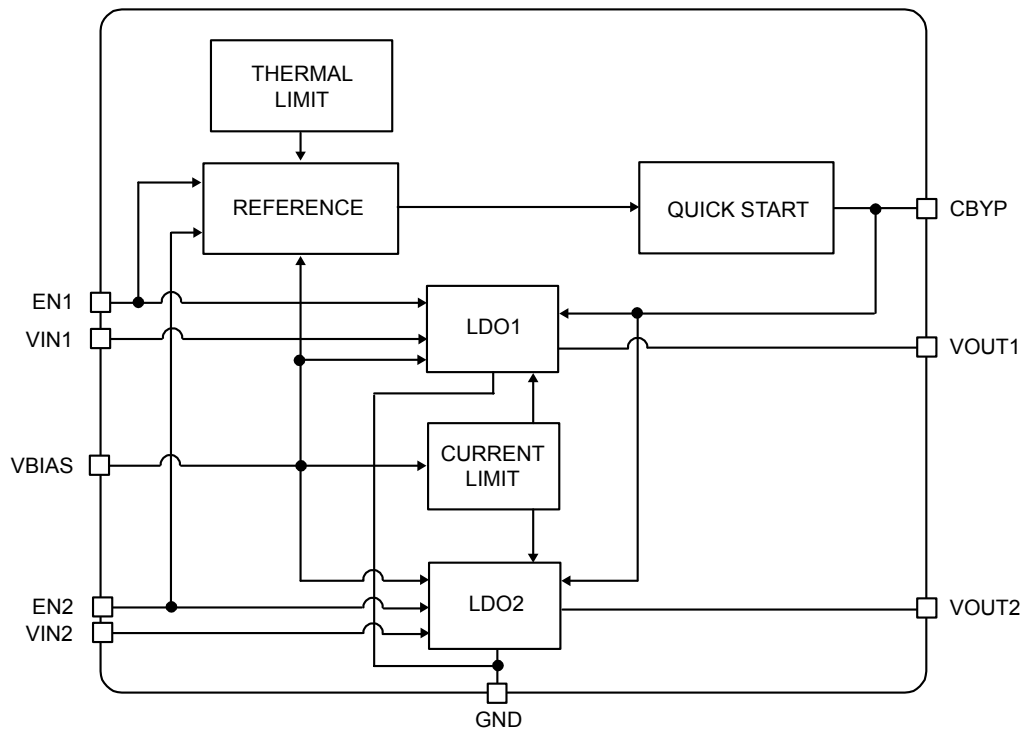 THERMAL
LIMIT
REFERENCE
QUICK START
CBYP
EN1
LDO1
VIN1
VOUT1
VBIAS
CURRENT
LIMIT
EN2
LDO2
VOUT2
VIN2
GND